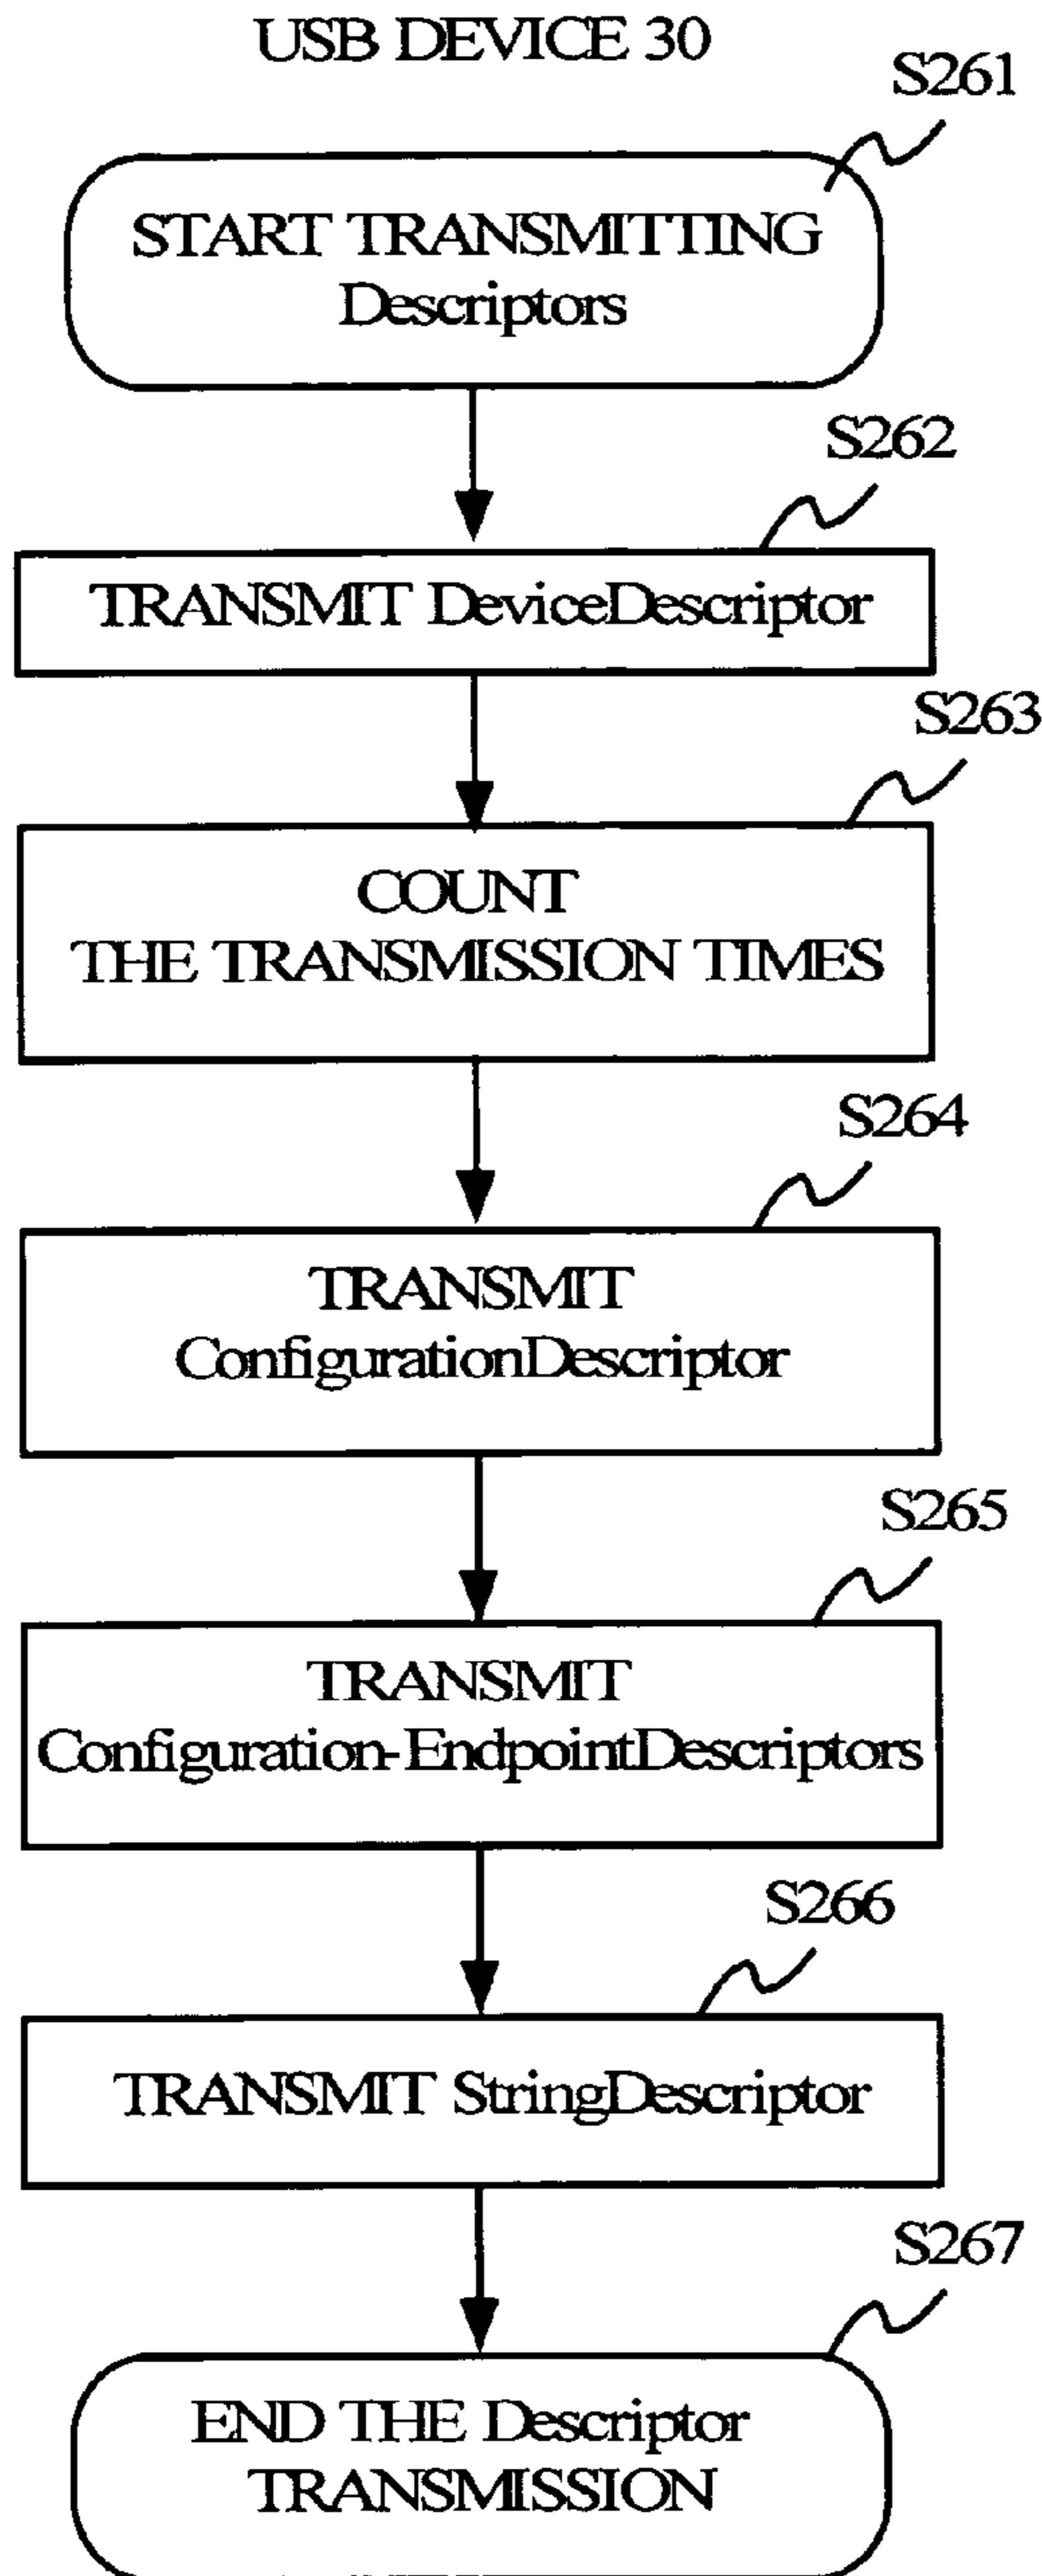 USB DEVICE 30
S261
START TRANSMITTING
Descriptors
S262
TRANSMIT DeviceDescriptor
S263
COUNT
THE TRANSMISSION TIMES
S264
TRANSMIT
ConfigurationDescriptor
S265
TRANSMIT
Configuration-EndpointDescriptors
S266
TRANSMIT StringDescriptor
S267
END THE Descriptor
TRANSMISSION